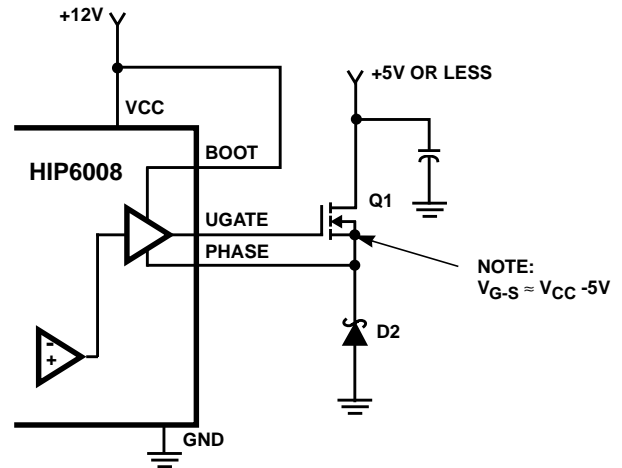 +12V
+5V OR LESS
VCC
BOOT
HIP6008
Q1
UGATE
PHASE
NOTE:
VG-S ≈ VCC -5V
D2
-
+
GND